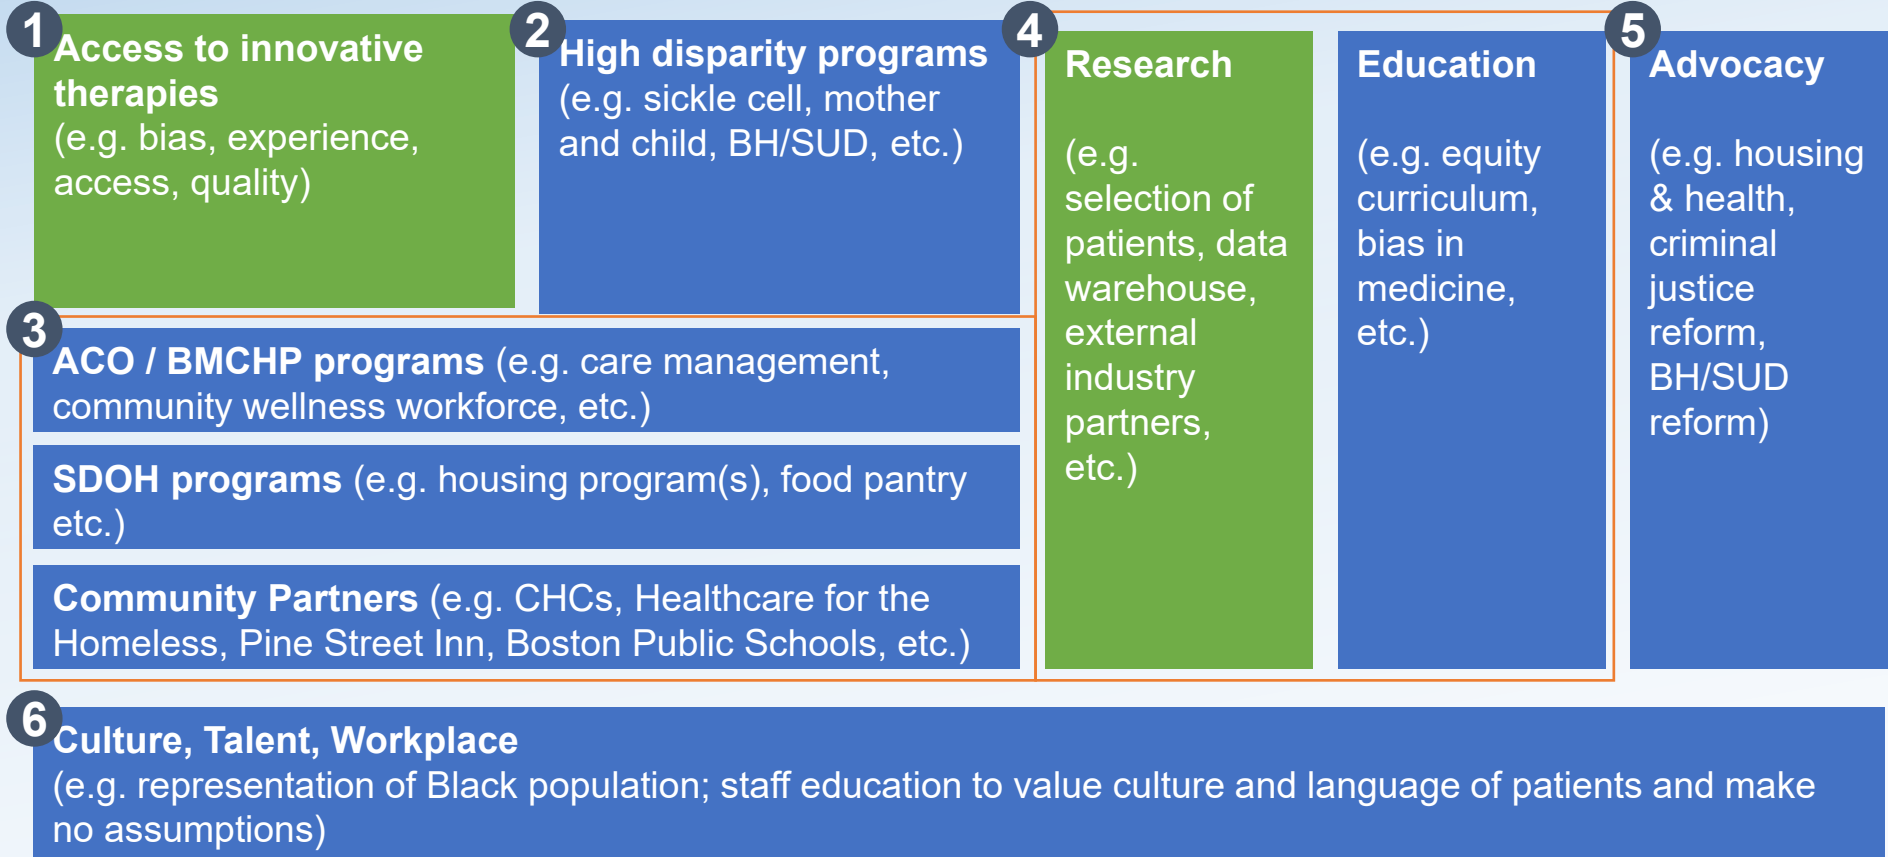 1
Access to innovative
therapies
(e.g. bias, experience,
access, quality)
2
High disparity programs
(e.g. sickle cell, mother
and child, BH/SUD, etc.)
3
ACO / BMCHP programs (e.g. care management,
community wellness workforce, etc.)
SDOH programs (e.g. housing program(s), food pantry
etc.)
Community Partners (e.g. CHCs, Healthcare for the
Homeless, Pine Street Inn, Boston Public Schools, etc.)
4
Research
(e.g.
selection of
patients, data
warehouse,
external
industry
partners,
etc.)
Education
(e.g. equity
curriculum,
bias in
medicine,
etc.)
5
Advocacy
(e.g. housing
& health,
criminal
justice
reform,
BH/SUD
reform)
6
Culture, Talent, Workplace
(e.g. representation of Black population; staff education to value culture and language of patients and make
no assumptions)